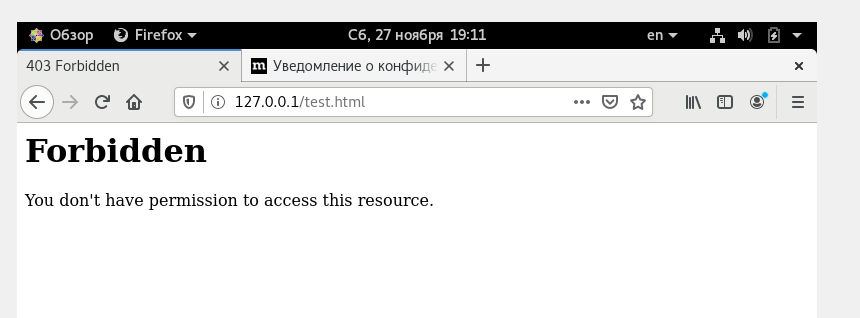 Обзор Firefox Сб, 27 ноября 19:11 en
403 Forbidden Уведомление о конфиде
127.0.0.1/test.html
Forbidden
You don't have permission to access this resource.